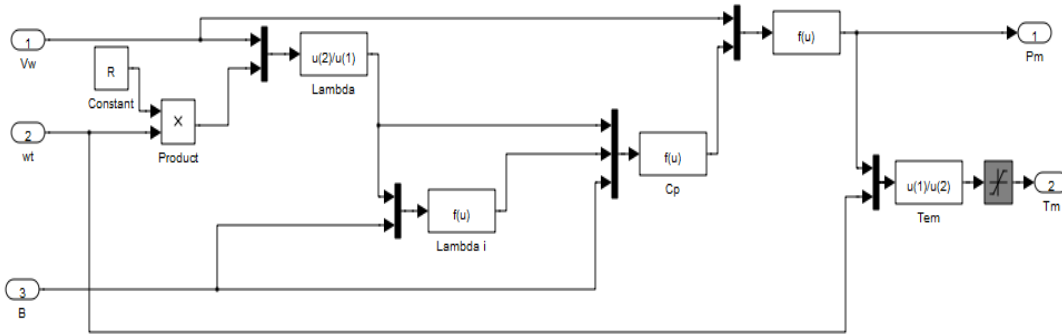 1
Vw
R
Constant
u(2)/u(1)
Lambda
f(u)
1
Pm
2
wt
X
Product
f(u)
Cp
f(u)
Lambda i
u(1)/u(2)
Tem
2
Tm
3
B